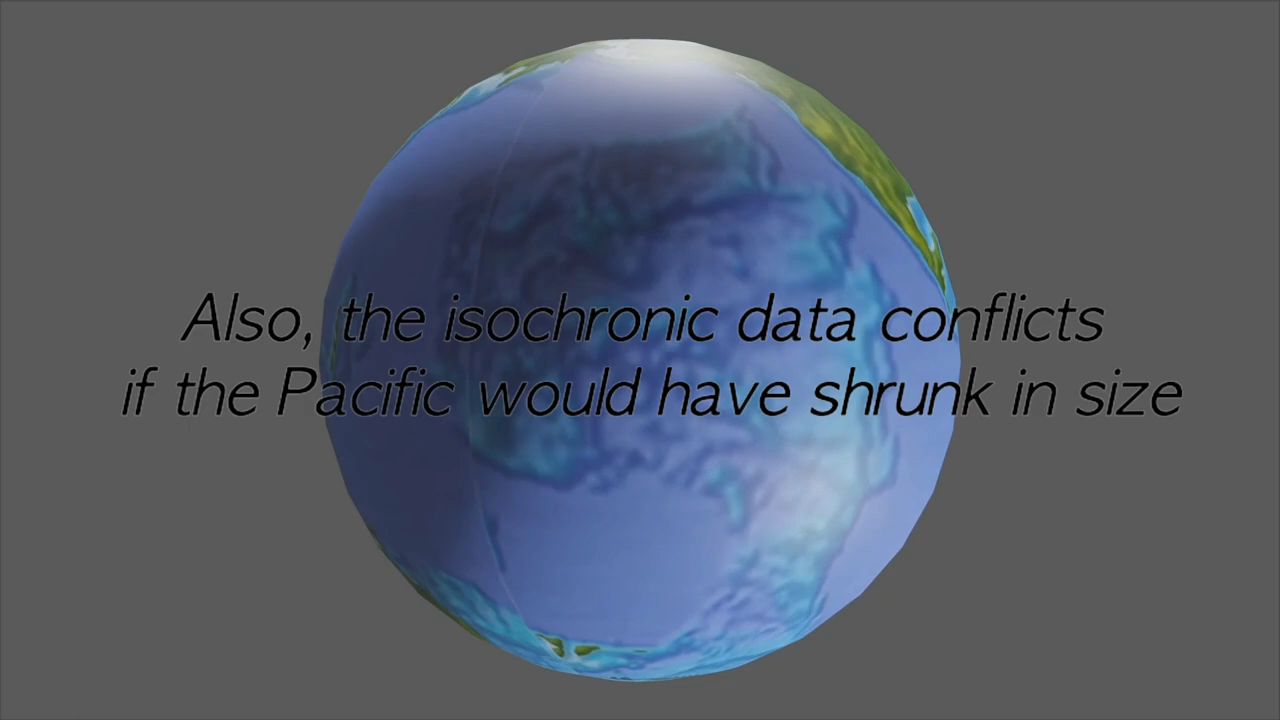 Also, the isochronic data conflicts
if the Pacific would have shrunk in size